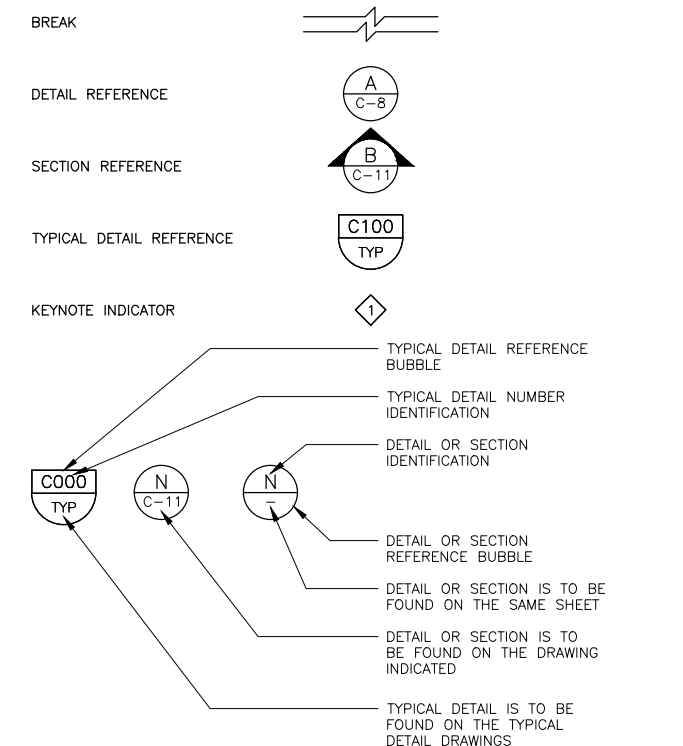 BREAK
DETAIL REFERENCE
A
C-8
SECTION REFERENCE
B
C-11
TYPICAL DETAIL REFERENCE
C100
TYP
KEYNOTE INDICATOR
1
TYPICAL DETAIL REFERENCE
BUBBLE
TYPICAL DETAIL NUMBER
IDENTIFICATION
DETAIL OR SECTION
IDENTIFICATION
C000
TYP
N
C-11
N
-
DETAIL OR SECTION
REFERENCE BUBBLE
DETAIL OR SECTION IS TO BE
FOUND ON THE SAME SHEET
DETAIL OR SECTION IS TO
BE FOUND ON THE DRAWING
INDICATED
TYPICAL DETAIL IS TO BE
FOUND ON THE TYPICAL
DETAIL DRAWINGS